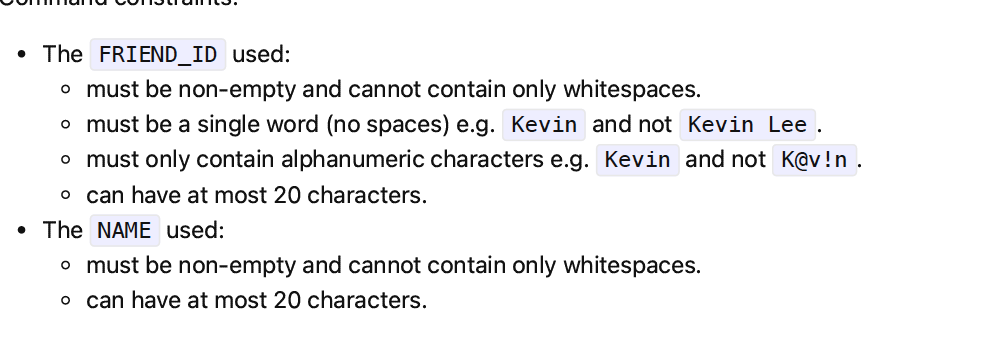 Command constraints:
The FRIEND_ID used:
must be non-empty and cannot contain only whitespaces.
must be a single word (no spaces) e.g. Kevin and not Kevin Lee.
must only contain alphanumeric characters e.g. Kevin and not K@v!n.
can have at most 20 characters.
The NAME used:
must be non-empty and cannot contain only whitespaces.
can have at most 20 characters.